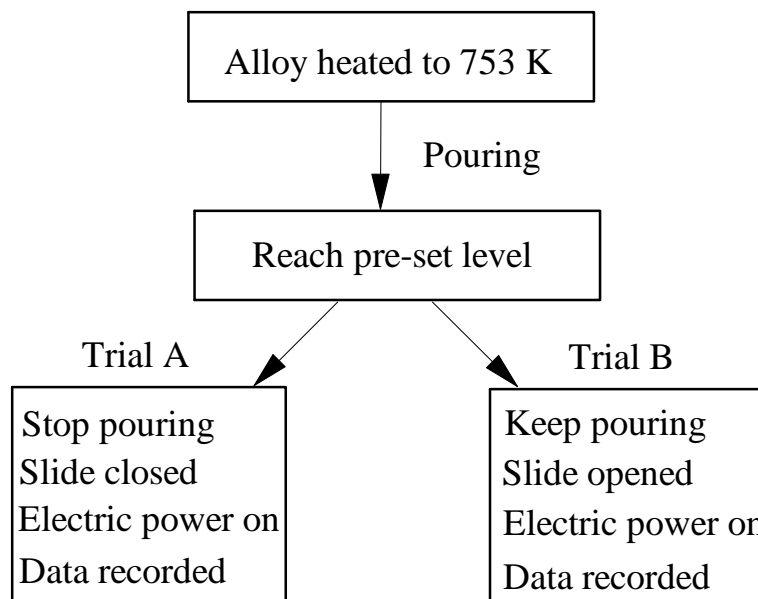 Alloy heated to 753 K
Pouring
Reach pre-set level
Trial A
Stop pouring
Slide closed
Electric power on
Data recorded
Trial B
Keep pouring
Slide opened
Electric power on
Data recorded